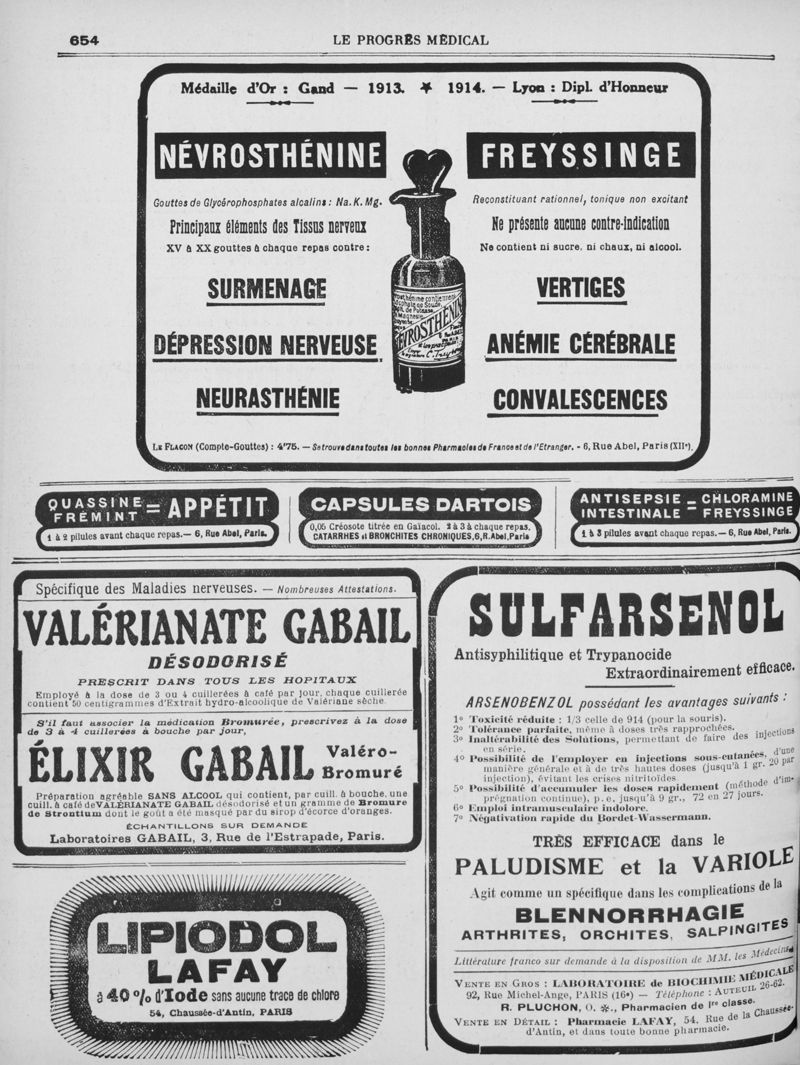 654
LE PROGRÈS MÉDICAL
Médaille d'Or : Gand — 1913. ★ 1914. — Lyon : Dipl. d'Honneur
NÉVROSTHÉNINE
Gouttes de Glycérophosphates alcalins : Na. K. Mg.
Principaux éléments des Tissus nerveux
XV à XX gouttes à chaque repas contre :
SURMENAGE
DÉPRESSION NERVEUSE
NEURASTHÉNIE
FREYSSINGE
Reconstituant rationnel, tonique non excitant
Ne présente aucune contre-indication
Ne contient ni sucre, ni chaux, ni alcool.
VERTIGES
ANÉMIE CÉRÉBRALE
CONVALESCENCES
LE FLACON (Compte-Gouttes) : 4'75. — Se trouve dans toutes les bonnes Pharmacies de France et de l'Etranger. - 6, Rue Abel, Paris (XIIe).
QUASSINE
FRÉMINT = APPÉTIT
1 à 2 pilules avant chaque repas. — 6, Rue Abel, Paris.
CAPSULES DARTOIS
0,05 Créosote titrée en Gaïacol. 2 à 3 à chaque repas.
CATARRHES et BRONCHITES CHRONIQUES, 6, R. Abel, Paris
ANTISEPSIE = CHLORAMINE
INTESTINALE FREYSSINGE
1 à 3 pilules avant chaque repas. — 6, Rue Abel, Paris.
Spécifique des Maladies nerveuses. — Nombreuses Attestations.
VALÉRIANATE GABAIL
DÉSODORISÉ
PRESCRIT DANS TOUS LES HOPITAUX
Employé à la dose de 3 ou 4 cuillerées à café par jour, chaque cuillerée
contient 50 centigrammes d'Extrait hydro-alcoolique de Valériane sèche.
S'il faut associer la médication Bromurée, prescrivez à la dose
de 3 à 4 cuillerées à bouche par jour,
ÉLIXIR GABAIL Valéro-
Bromuré
Préparation agréable SANS ALCOOL qui contient, par cuill. à bouche, une
cuill. à café de VALÉRIANATE GABAIL désodorisé et un gramme de Bromure
de Strontium dont le goût a été masqué par du sirop d'écorce d'oranges.
ÉCHANTILLONS SUR DEMANDE
Laboratoires GABAIL, 3, Rue de l'Estrapade, Paris.
LIPIODOL
LAFAY
à 40 % d'Iode sans aucune trace de chlore
54, Chaussée-d'Antin, PARIS
SULFARSENOL
Antisyphilitique et Trypanocide
Extraordinairement efficace.
ARSENOBENZOL possédant les avantages suivants :
1° Toxicité réduite : 1/3 celle de 914 (pour la souris).
2° Tolérance parfaite, même à doses très rapprochées.
3° Inaltérabilité des Solutions, permettant de faire des injections
en série.
4° Possibilité de l'employer en injections sous-cutanées, d'une
manière générale et à de très hautes doses (jusqu'à 1 gr. 20 par
injection), évitant les crises nitritoïdes
5° Possibilité d'accumuler les doses rapidement (méthode d'im-
prégnation continue), p. e. jusqu'à 9 gr., 72 en 27 jours.
6° Emploi intramusculaire indolore.
7° Négativation rapide du Bordet-Wassermann.
TRÈS EFFICACE dans le
PALUDISME et la VARIOLE
Agit comme un spécifique dans les complications de la
BLENNORRHAGIE
ARTHRITES, ORCHITES, SALPINGITES
Littérature franco sur demande à la disposition de MM. les Médecins
VENTE EN GROS : LABORATOIRE de BIOCHIMIE MÉDICALE
92, Rue Michel-Ange, PARIS (16e) — Téléphone : AUTEUIL 26-62.
R. PLUCHON, O. ✻., Pharmacien de 1re classe.
VENTE EN DÉTAIL : Pharmacie LAFAY, 54, Rue de la Chaussée-
d'Antin, et dans toute bonne pharmacie.